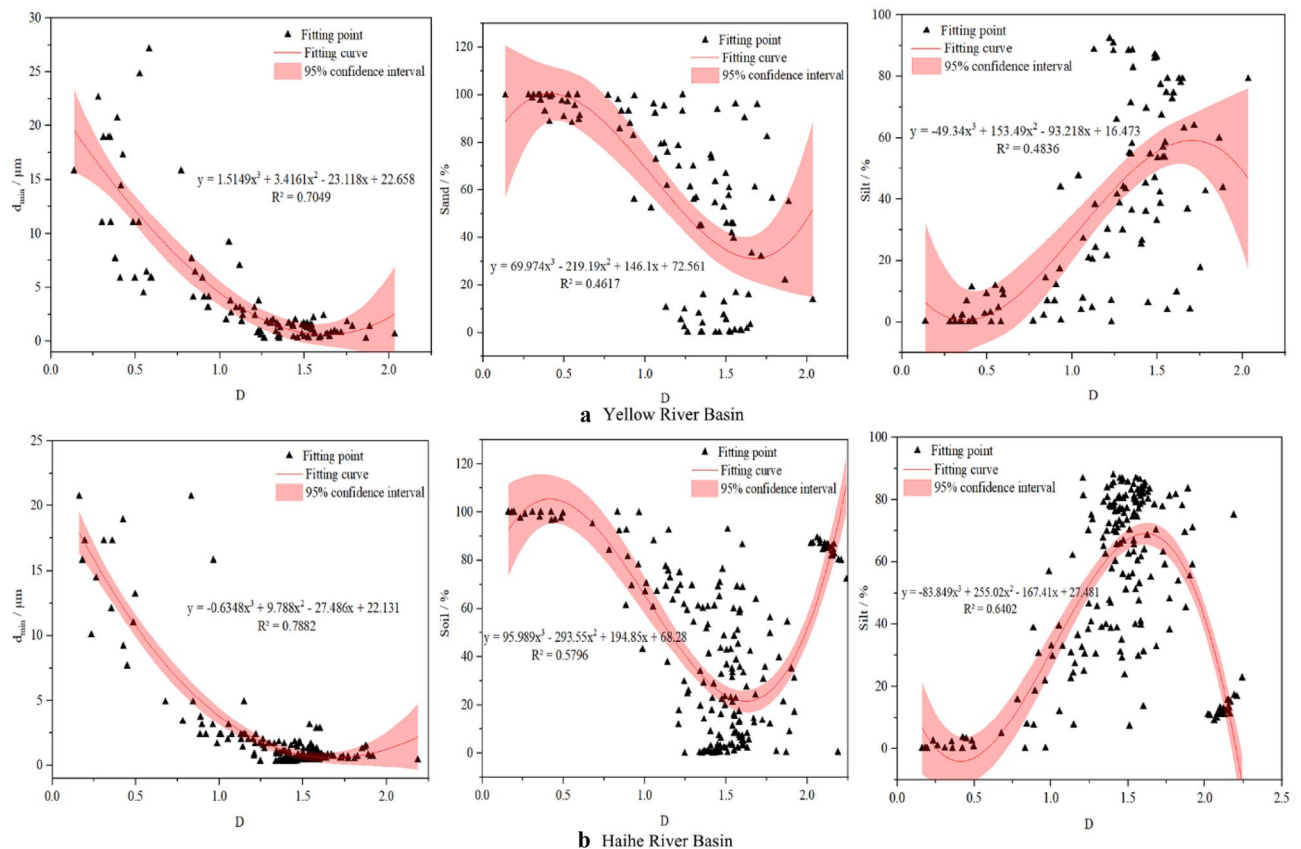 30
25
20
15
10
5
0
d_min / μm
▲ Fitting point
Fitting curve
95% confidence interval
y = 1.5149x³ + 3.4161x² - 23.118x + 22.658
R² = 0.7049
0.0 0.5 1.0 1.5 2.0
D
120
100
80
60
40
20
0
Sand / %
▲ Fitting point
Fitting curve
95% confidence interval
y = 69.974x³ - 219.19x² + 146.1x + 72.561
R² = 0.4617
0.0 0.5 1.0 1.5 2.0
D
100
80
60
40
20
0
Silt / %
▲ Fitting point
Fitting curve
95% confidence interval
y = -49.34x³ + 153.49x² - 93.218x + 16.473
R² = 0.4836
0.0 0.5 1.0 1.5 2.0
D
a Yellow River Basin
25
20
15
10
5
0
d_min / μm
▲ Fitting point
Fitting curve
95% confidence interval
y = -0.6348x³ + 9.788x² - 27.486x + 22.131
R² = 0.7882
0.0 0.5 1.0 1.5 2.0
D
120
100
80
60
40
20
0
Soil / %
▲ Fitting point
Fitting curve
95% confidence interval
y = 95.989x³ - 293.55x² + 194.85x + 68.28
R² = 0.5796
0.0 0.5 1.0 1.5 2.0
D
100
80
60
40
20
0
Silt / %
▲ Fitting point
Fitting curve
95% confidence interval
y = -83.849x³ + 255.02x² - 167.41x + 27.481
R² = 0.6402
0.0 0.5 1.0 1.5 2.0 2.5
D
b Haihe River Basin